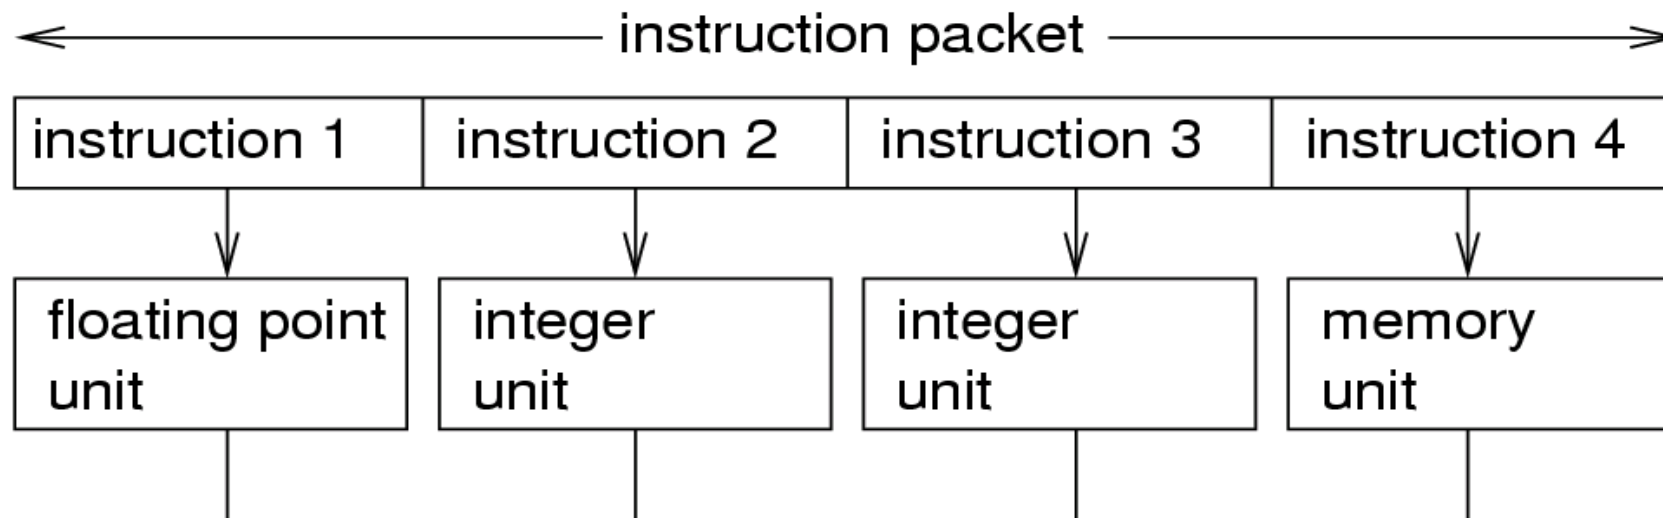 instruction packet
instruction 1 instruction 2 instruction 3 instruction 4
floating point integer integer memory
unit unit unit unit